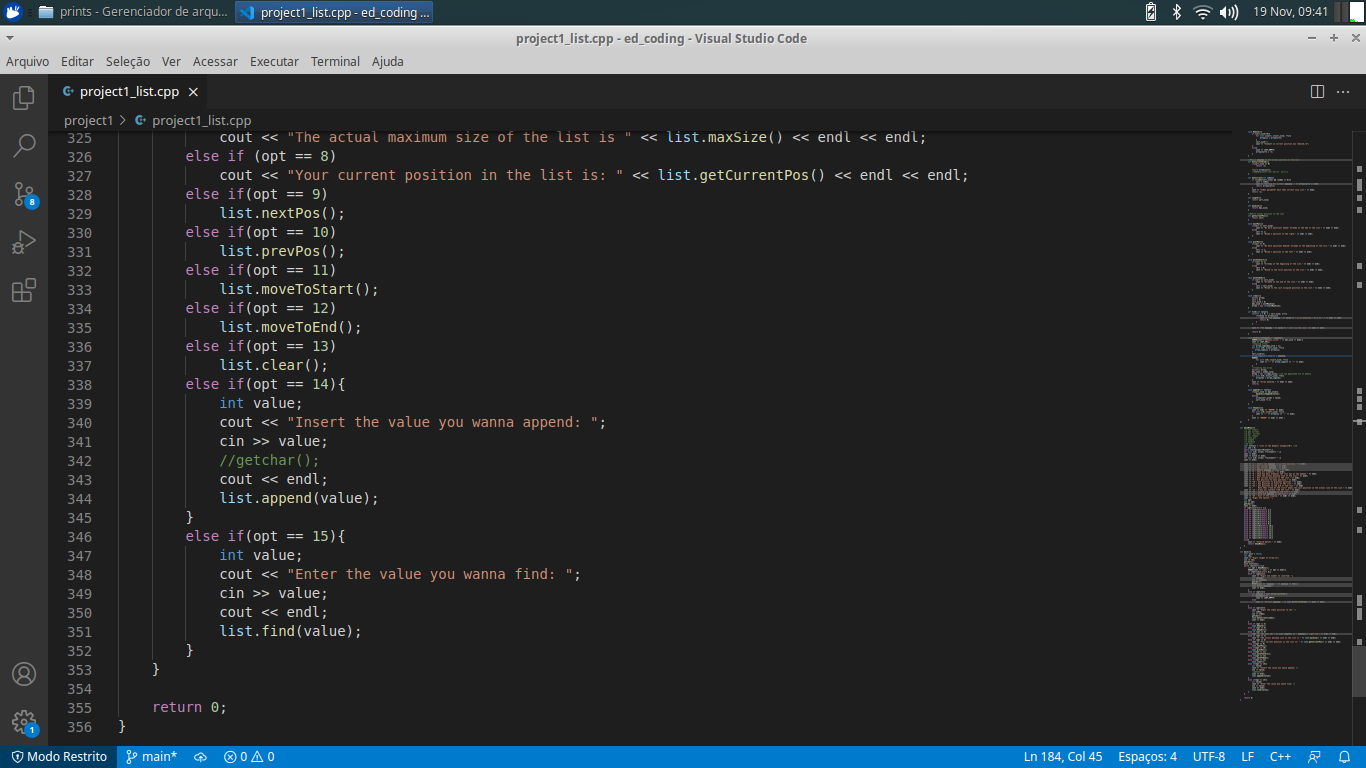 prints - Gerenciador de arqu...
project1_list.cpp - ed_coding ...
19 Nov, 09:41
project1_list.cpp - ed_coding - Visual Studio Code
Arquivo Editar Seleção Ver Acessar Executar Terminal Ajuda
project1_list.cpp
project1 > project1_list.cpp
325 cout << "The actual maximum size of the list is " << list.maxSize() << endl << endl;
326 else if (opt == 8)
327 cout << "Your current position in the list is: " << list.getCurrentPos() << endl << endl;
328 else if(opt == 9)
329 list.nextPos();
330 else if(opt == 10)
331 list.prevPos();
332 else if(opt == 11)
333 list.moveToStart();
334 else if(opt == 12)
335 list.moveToEnd();
336 else if(opt == 13)
337 list.clear();
338 else if(opt == 14){
339 int value;
340 cout << "Insert the value you wanna append: ";
341 cin >> value;
342 //getchar();
343 cout << endl;
344 list.append(value);
345 }
346 else if(opt == 15){
347 int value;
348 cout << "Enter the value you wanna find: ";
349 cin >> value;
350 cout << endl;
351 list.find(value);
352 }
353 }
354
355 return 0;
356 }
8
1
Modo Restrito main* 0 0 Ln 184, Col 45 Espaços: 4 UTF-8 LF C++